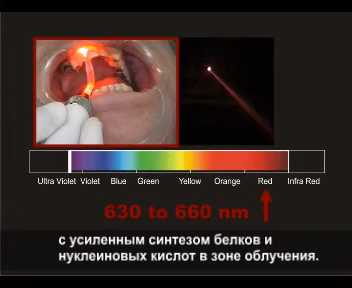 Ultra Violet Violet Blue Green Yellow Orange Red Infra Red
630 to 660 nm
с усиленным синтезом белков и
нуклеиновых кислот в зоне облучения.